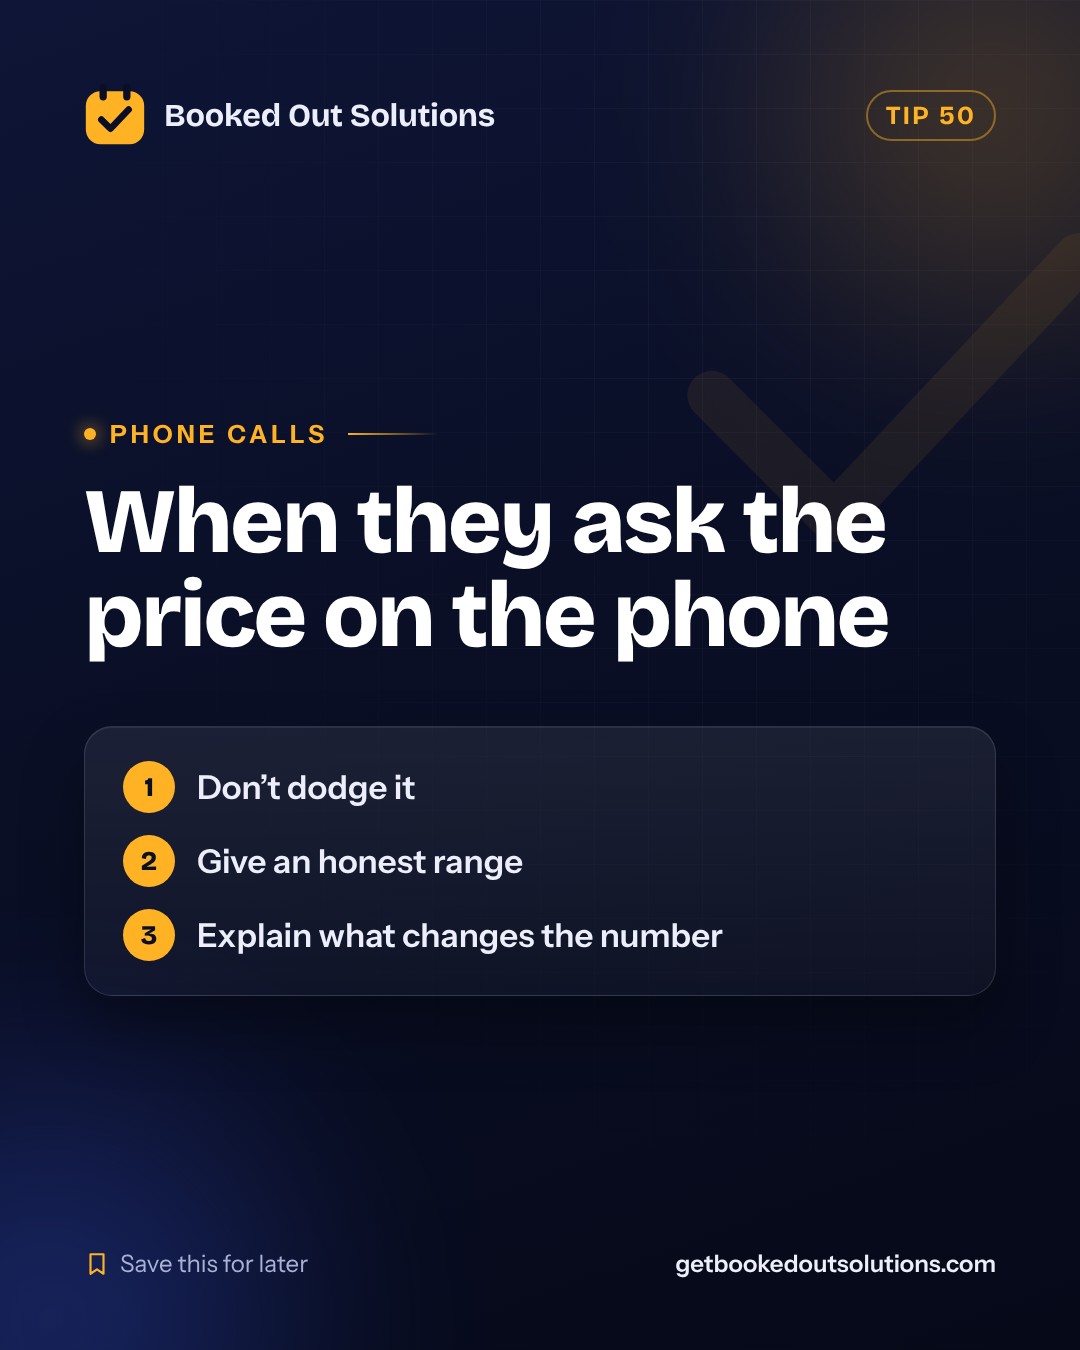 Booked Out Solutions
TIP 50
PHONE CALLS
When they ask the
price on the phone
1 Don’t dodge it
2 Give an honest range
3 Explain what changes the number
Save this for later
getbookedoutsolutions.com